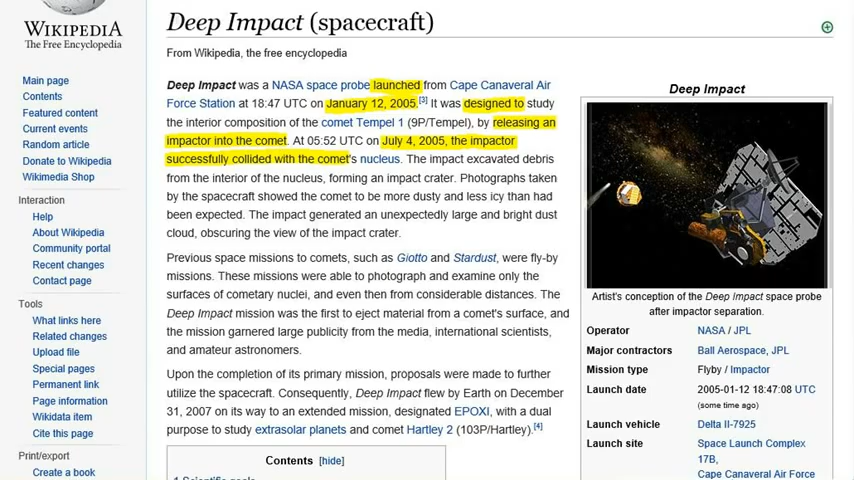 WIKIPEDIA
The Free Encyclopedia
Main page
Contents
Featured content
Current events
Random article
Donate to Wikipedia
Wikimedia Shop
Interaction
Help
About Wikipedia
Community portal
Recent changes
Contact page
Tools
What links here
Related changes
Upload file
Special pages
Permanent link
Page information
Wikidata item
Cite this page
Print/export
Create a book
Deep Impact (spacecraft)
From Wikipedia, the free encyclopedia
Deep Impact was a NASA space probe launched from Cape Canaveral Air
Force Station at 18:47 UTC on January 12, 2005.[3] It was designed to study
the interior composition of the comet Tempel 1 (9P/Tempel), by releasing an
impactor into the comet. At 05:52 UTC on July 4, 2005, the impactor
successfully collided with the comet's nucleus. The impact excavated debris
from the interior of the nucleus, forming an impact crater. Photographs taken
by the spacecraft showed the comet to be more dusty and less icy than had
been expected. The impact generated an unexpectedly large and bright dust
cloud, obscuring the view of the impact crater.
Previous space missions to comets, such as Giotto and Stardust, were fly-by
missions. These missions were able to photograph and examine only the
surfaces of cometary nuclei, and even then from considerable distances. The
Deep Impact mission was the first to eject material from a comet's surface, and
the mission garnered large publicity from the media, international scientists,
and amateur astronomers.
Upon the completion of its primary mission, proposals were made to further
utilize the spacecraft. Consequently, Deep Impact flew by Earth on December
31, 2007 on its way to an extended mission, designated EPOXI, with a dual
purpose to study extrasolar planets and comet Hartley 2 (103P/Hartley).[4]
Contents [hide]
1 Scientific goals
Deep Impact
Artist's conception of the Deep Impact space probe
after impactor separation.
Operator NASA / JPL
Major contractors Ball Aerospace, JPL
Mission type Flyby / Impactor
Launch date 2005-01-12 18:47:08 UTC
(some time ago)
Launch vehicle Delta II-7925
Launch site Space Launch Complex
17B,
Cape Canaveral Air Force